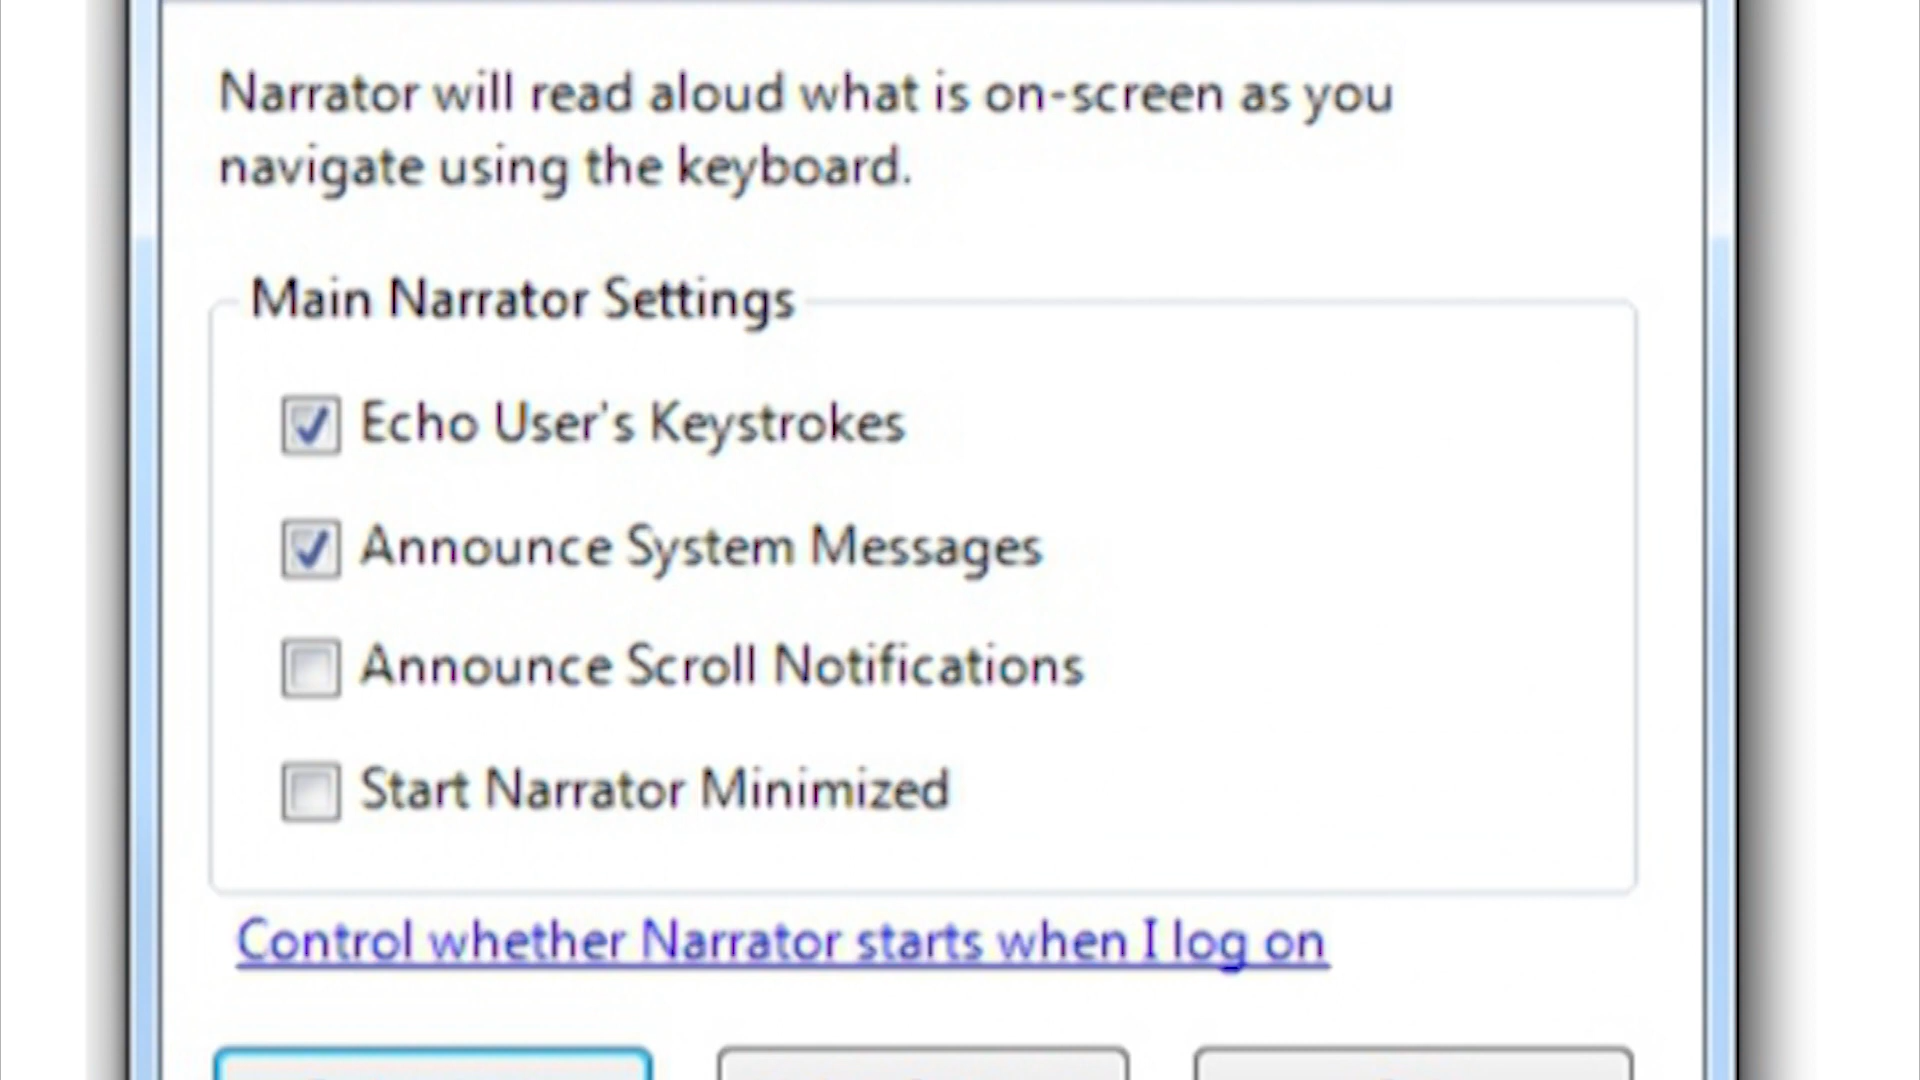 Narrator will read aloud what is on-screen as you
navigate using the keyboard.
Main Narrator Settings
Echo User's Keystrokes
Announce System Messages
Announce Scroll Notifications
Start Narrator Minimized
Control whether Narrator starts when I log on